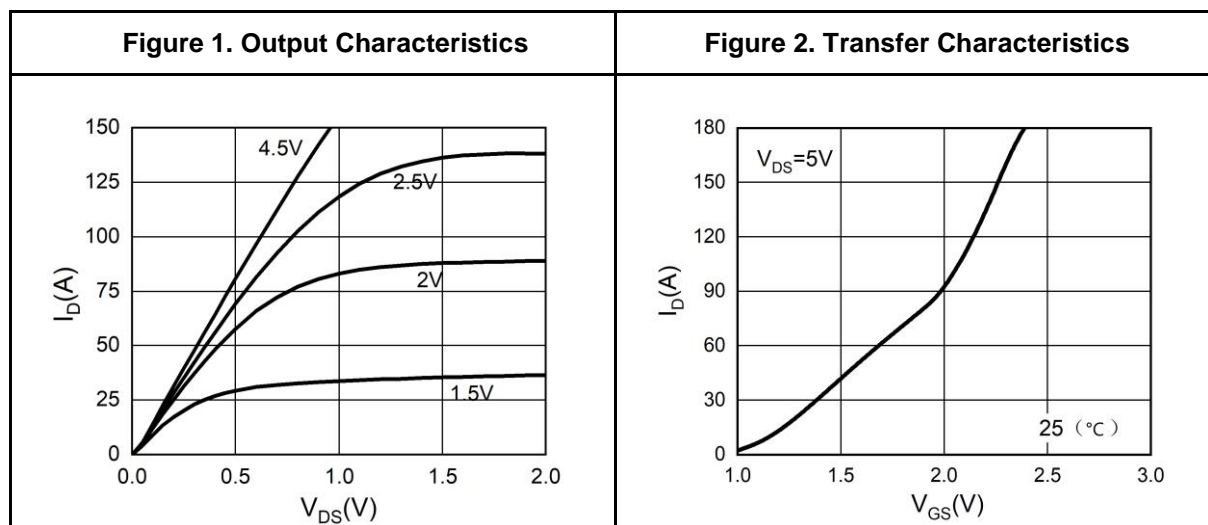 Figure 1. Output Characteristics
150
125
100
75
50
25
0
I_D(A)
4.5V
2.5V
2V
1.5V
0.0 0.5 1.0 1.5 2.0
V_DS(V)
Figure 2. Transfer Characteristics
180
150
120
90
60
30
0
I_D(A)
V_DS=5V
25（℃）
1.0 1.5 2.0 2.5 3.0
V_GS(V)